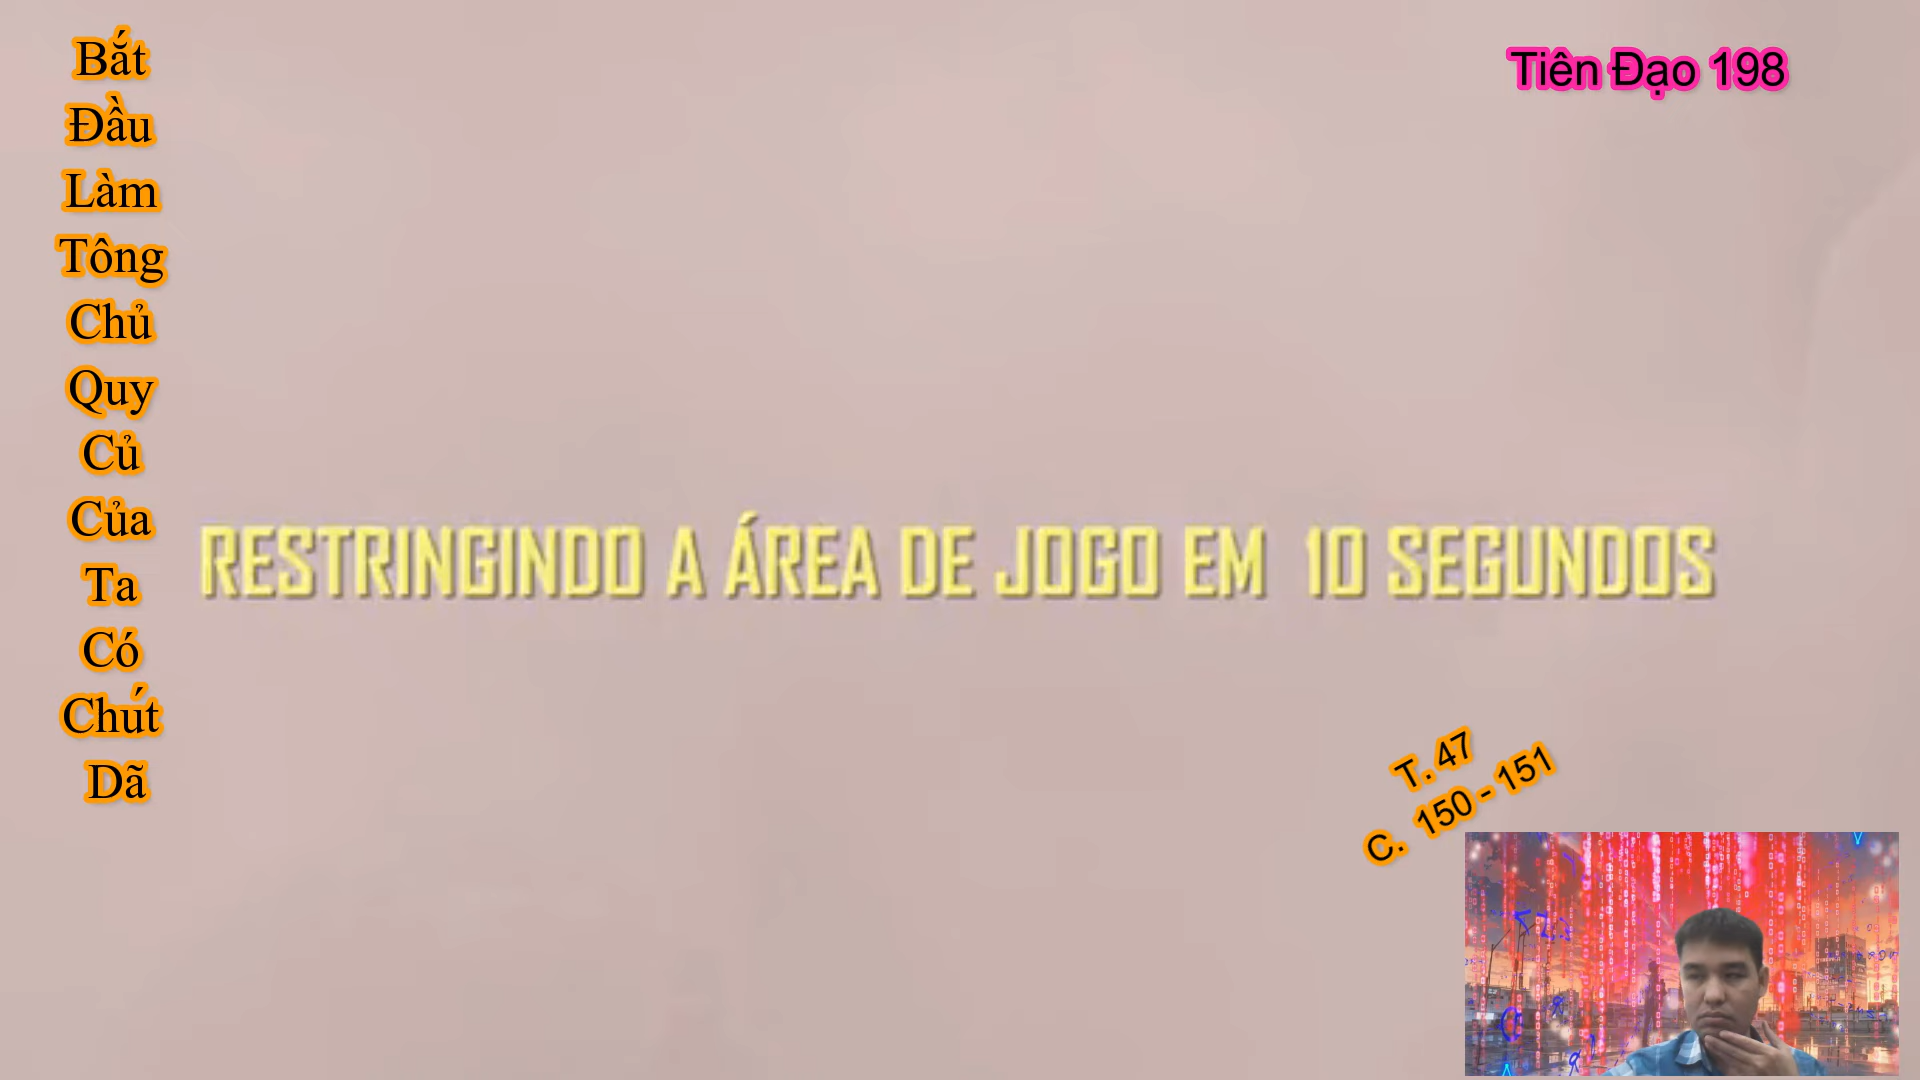 Bắt
Đầu
Làm
Tông
Chủ
Quy
Củ
Của
Ta
Có
Chút
Dã
Tiên Đạo 198
RESTRINGINDO A ÁREA DE JOGO EM 10 SEGUNDOS
T. 47
C. 150 - 151